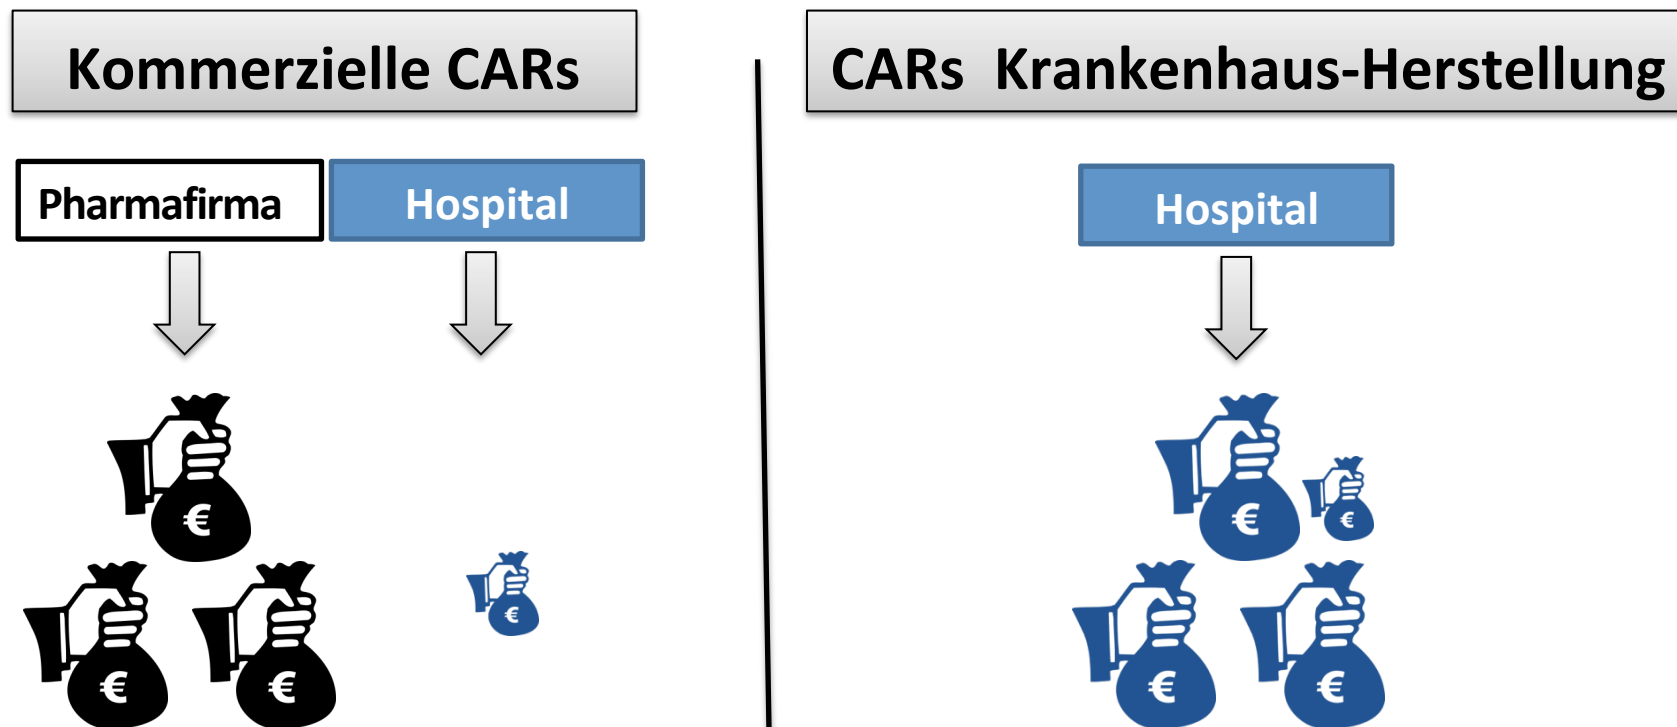 Kommerzielle CARs
Pharmafirma
Hospital
€
€
€
€
CARs Krankenhaus-Herstellung
Hospital
€
€
€
€